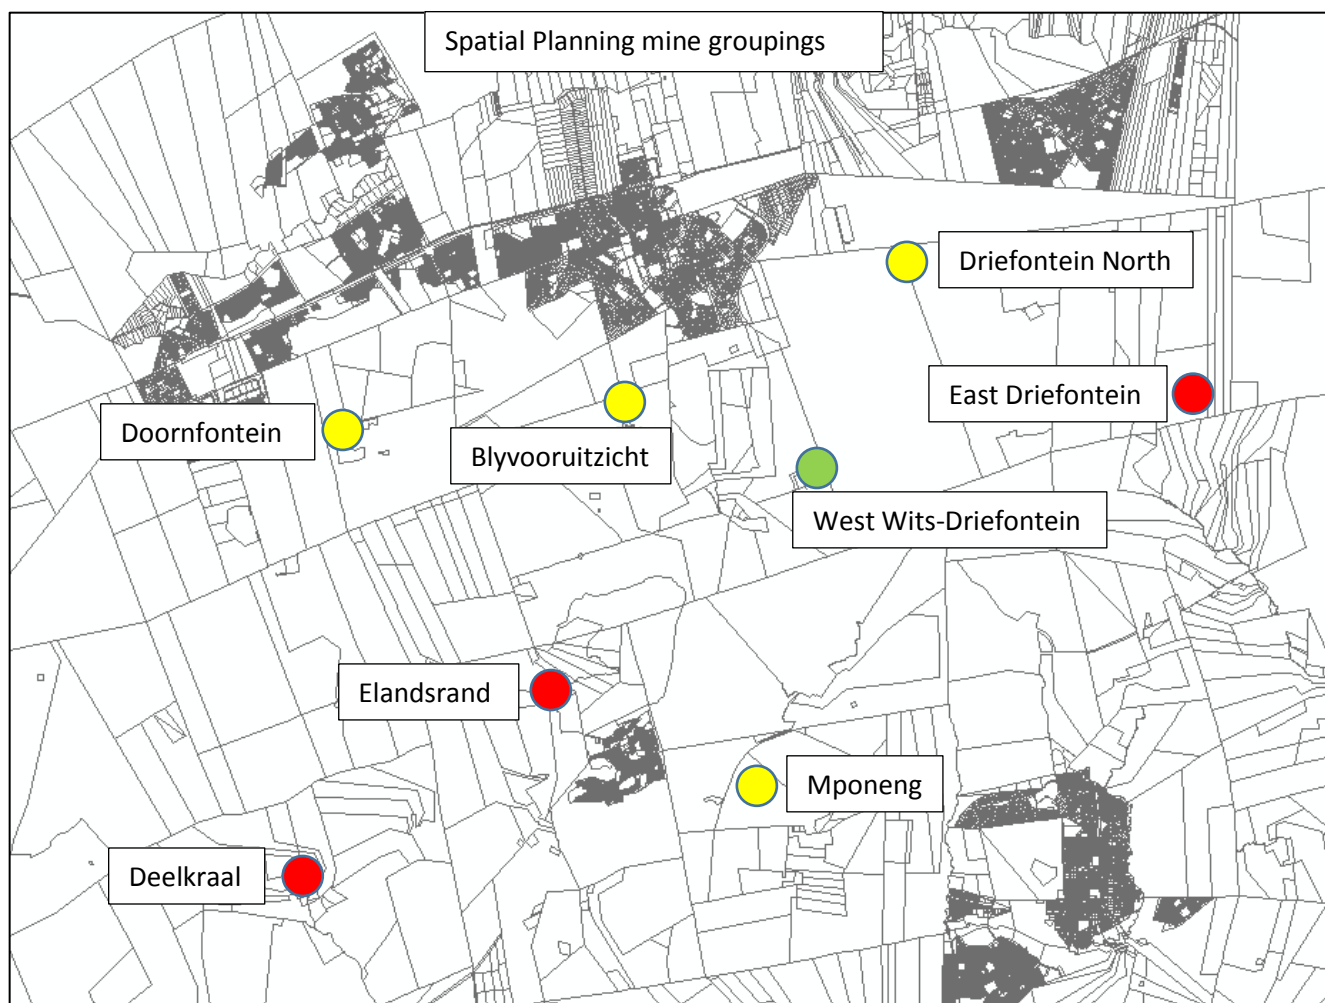 Spatial Planning mine groupings
Driefontein North
East Driefontein
Doornfontein
Blyvooruitzicht
West Wits-Driefontein
Elandsrand
Mponeng
Deelkraal